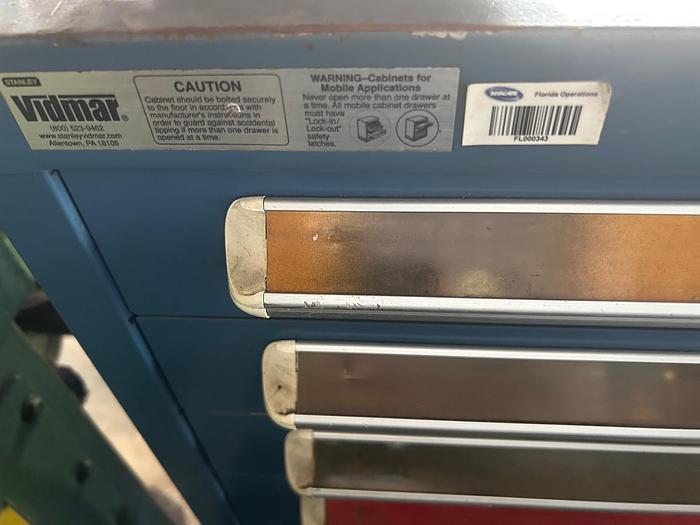 STANLEY
Vidmar®
(800) 523-9462
www.stanleyvidmar.com
Allentown, PA 18105
CAUTION
Cabinet should be bolted securely
to the floor in accordance with
manufacturer's instructions in
order to guard against accidental
tipping if more than one drawer is
opened at a time.
WARNING–Cabinets for
Mobile Applications
Never open more than one drawer at
a time. All mobile cabinet drawers
must have
"Lock-in/
Lock-out"
safety
latches.
INVACARE
Florida Operations
FL000343